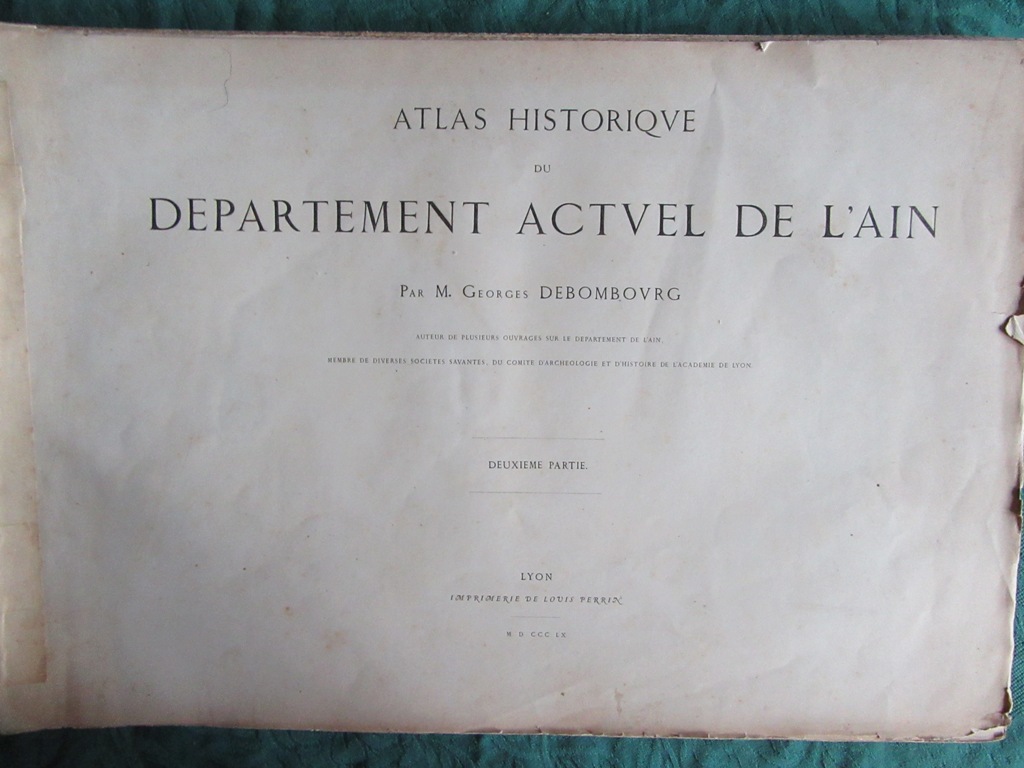 ATLAS HISTORIQVE
DU
DEPARTEMENT ACTVEL DE L'AIN
PAR M. GEORGES DEBOMBOVRG
AUTEUR DE PLUSIEURS OUVRAGES SUR LE DEPARTEMENT DE L'AIN,
MEMBRE DE DIVERSES SOCIETES SAVANTES, DU COMITE D'ARCHEOLOGIE ET D'HISTOIRE DE L'ACADEMIE DE LYON.
DEUXIEME PARTIE.
LYON
IMPRIMERIE DE LOUIS PERRIN
M D CCC LX